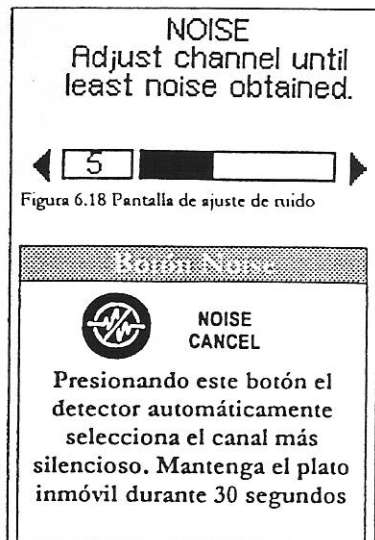 NOISE
Adjust channel until
least noise obtained.
5
Figura 6.18 Pantalla de ajuste de ruido
Botón Noise
NOISE
CANCEL
Presionando este botón el
detector automáticamente
selecciona el canal más
silencioso. Mantenga el plato
inmóvil durante 30 segundos